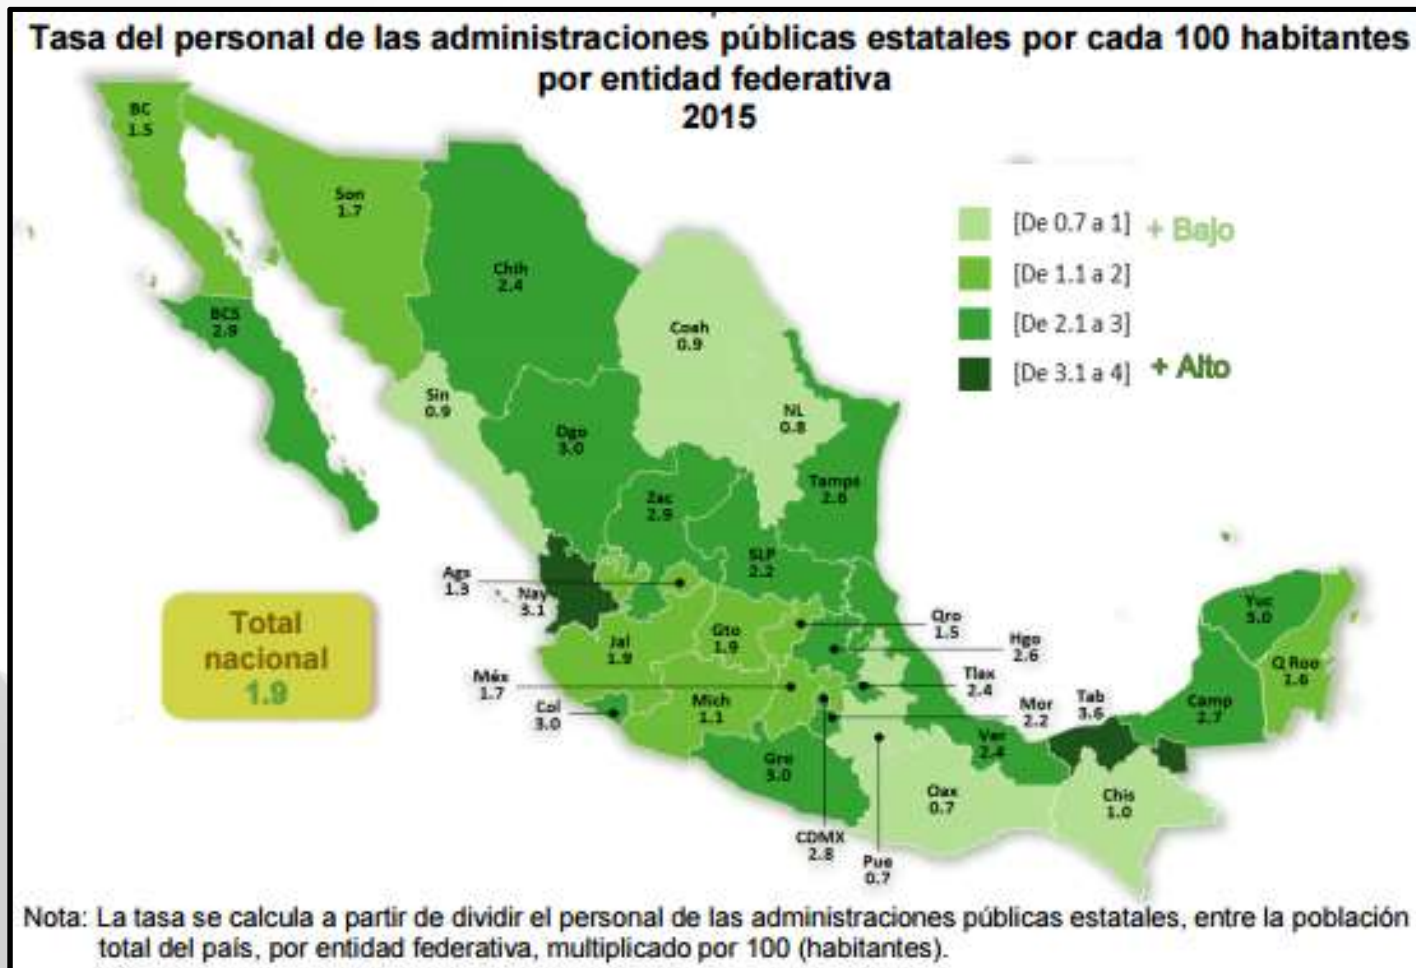 Tasa del personal de las administraciones públicas estatales por cada 100 habitantes
por entidad federativa
2015
BC
1.5
Son
1.7
Chih
2.4
BCS
2.9
Coah
0.9
Sin
0.9
NL
0.8
Dgo
3.0
Tamps
2.6
Zac
2.9
SLP
2.2
[De 0.7 a 1] + Bajo
[De 1.1 a 2]
[De 2.1 a 3]
[De 3.1 a 4] + Alto
Ags
1.3
Nay
3.1
Jal
1.9
Gto
1.9
Qro
1.5
Hgo
2.6
Méx
1.7
Col
3.0
Mich
1.1
Tlax
2.4
Mor
2.2
Tab
3.6
Yuc
3.0
Q Roo
1.6
Camp
2.7
Ver
2.4
Gro
3.0
Oax
0.7
Chis
1.0
CDMX
2.8
Pue
0.7
Total
nacional
1.9
Nota: La tasa se calcula a partir de dividir el personal de las administraciones públicas estatales, entre la población
total del país, por entidad federativa, multiplicado por 100 (habitantes).